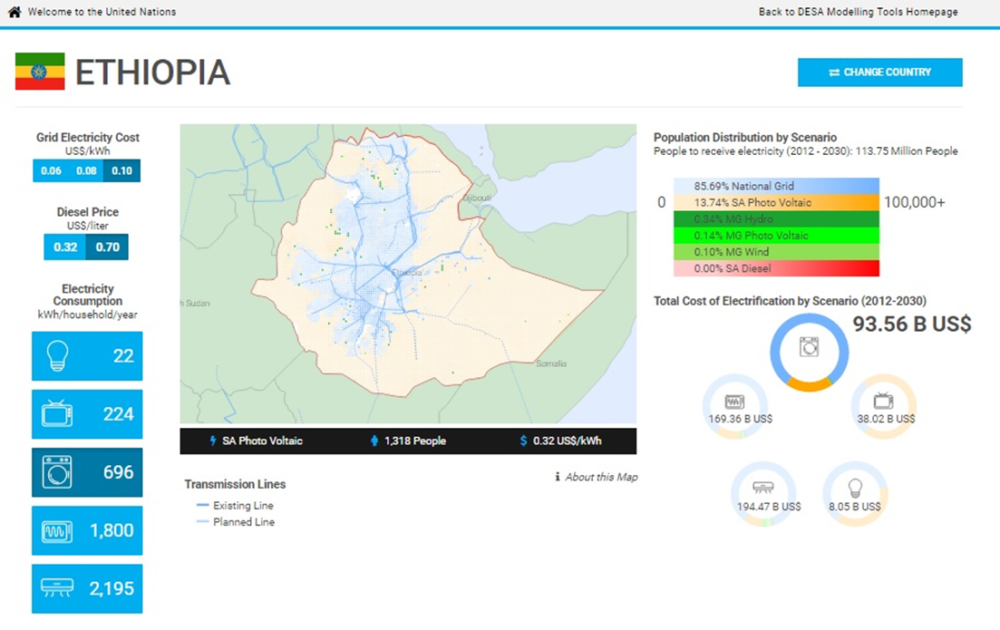 Welcome to the United Nations
Back to DESA Modelling Tools Homepage
ETHIOPIA
CHANGE COUNTRY
Grid Electricity Cost
US$/kWh
0.06 0.08 0.10
Diesel Price
US$/liter
0.32 0.70
Electricity
Consumption
kWh/household/year
22
224
696
1,800
2,195
Djibouti
Ethiopia
h Sudan
Somalia
SA Photo Voltaic 1,318 People 0.32 US$/kWh
About this Map
Transmission Lines
Existing Line
Planned Line
Population Distribution by Scenario
People to receive electricity (2012 - 2030): 113.75 Million People
0
85.69% National Grid
13.74% SA Photo Voltaic
0.34% MG Hydro
0.14% MG Photo Voltaic
0.10% MG Wind
0.00% SA Diesel
100,000+
Total Cost of Electrification by Scenario (2012-2030)
93.56 B US$
169.36 B US$
38.02 B US$
194.47 B US$
8.05 B US$